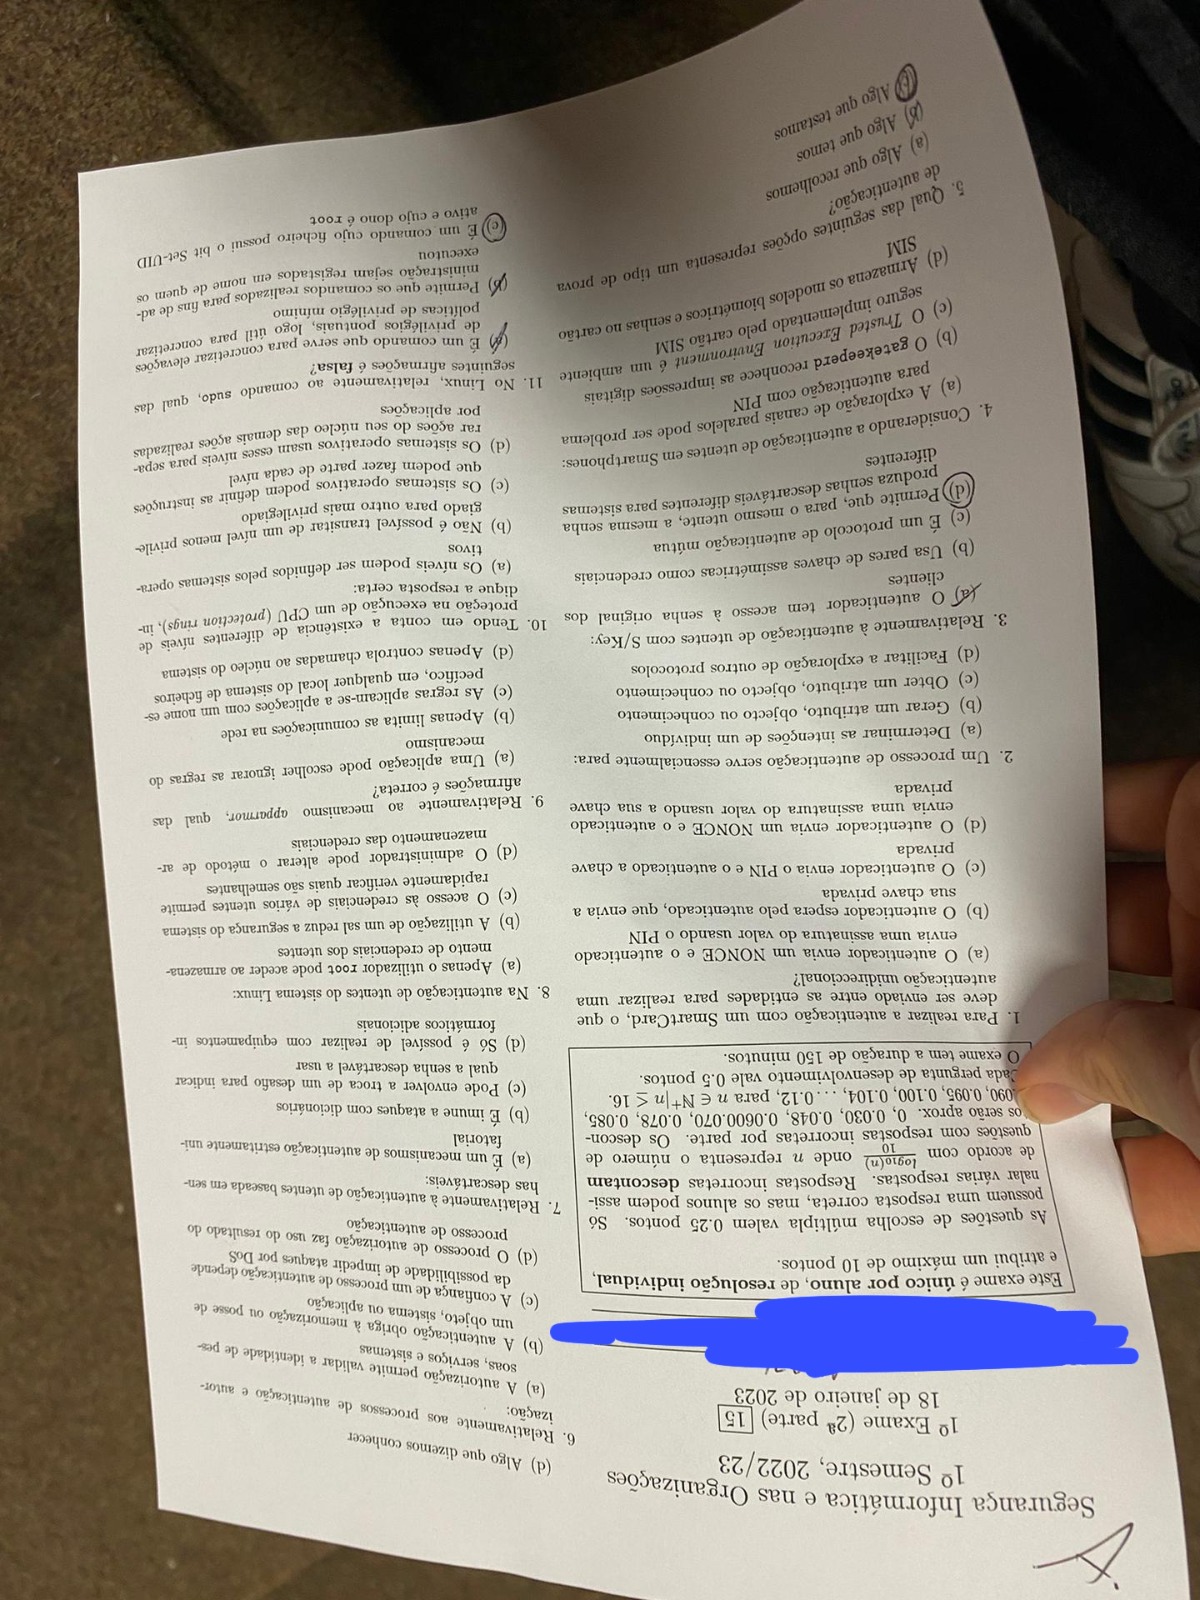 Segurança Informática e nas Organizações
1º Semestre, 2022/23
1º Exame (2ª parte) 15
18 de janeiro de 2023
Este exame é único por aluno, de resolução individual,
e atribui um máximo de 10 pontos.
As questões de escolha múltipla valem 0.25 pontos. Só
possuem uma resposta correta, mas os alunos podem assi-
nalar várias respostas. Respostas incorretas descontam
de acordo com log10(n)/10 onde n representa o número de
questões com respostas incorretas por parte. Os descon-
os serão aprox. 0, 0.030, 0.048, 0.0600.070, 0.078, 0.085,
.090, 0.095, 0.100, 0.104, ...0.12, para n ∈ N+|n ≤ 16.
Cada pergunta de desenvolvimento vale 0.5 pontos.
O exame tem a duração de 150 minutos.
1. Para realizar a autenticação com um SmartCard, o que
deve ser enviado entre as entidades para realizar uma
autenticação unidireccional?
(a) O autenticador envia um NONCE e o autenticado
envia uma assinatura do valor usando o PIN
(b) O autenticador espera pelo autenticado, que envia a
sua chave privada
(c) O autenticador envia o PIN e o autenticado a chave
privada
(d) O autenticador envia um NONCE e o autenticado
envia uma assinatura do valor usando a sua chave
privada
2. Um processo de autenticação serve essencialmente para:
(a) Determinar as intenções de um indivíduo
(b) Gerar um atributo, objecto ou conhecimento
(c) Obter um atributo, objecto ou conhecimento
(d) Facilitar a exploração de outros protocolos
3. Relativamente à autenticação de utentes com S/Key:
(a) O autenticador tem acesso à senha original dos
clientes
(b) Usa pares de chaves assimétricas como credenciais
(c) É um protocolo de autenticação mútua
(d) Permite que, para o mesmo utente, a mesma senha
produza senhas descartáveis diferentes para sistemas
diferentes
4. Considerando a autenticação de utentes em Smartphones:
(a) A exploração de canais paralelos pode ser problema
para autenticação com PIN
(b) O gatekeeperd reconhece as impressões digitais
(c) O Trusted Execution Environment é um ambiente
seguro implementado pelo cartão SIM
(d) Armazena os modelos biométricos e senhas no cartão
SIM
5. Qual das seguintes opções representa um tipo de prova
de autenticação?
(a) Algo que recolhemos
(b) Algo que temos
(c) Algo que testamos
(d) Algo que dizemos conhecer
6. Relativamente aos processos de autenticação e autor-
ização:
(a) A autorização permite validar a identidade de pes-
soas, serviços e sistemas
(b) A autenticação obriga à memorização ou posse de
um objeto, sistema ou aplicação
(c) A confiança de um processo de autenticação depende
da possibilidade de impedir ataques por DoS
(d) O processo de autorização faz uso do resultado do
processo de autenticação
7. Relativamente à autenticação de utentes baseada em sen-
has descartáveis:
(a) É um mecanismos de autenticação estritamente uni-
fatorial
(b) É imune a ataques com dicionários
(c) Pode envolver a troca de um desafio para indicar
qual a senha descartável a usar
(d) Só é possível de realizar com equipamentos in-
formáticos adicionais
8. Na autenticação de utentes do sistema Linux:
(a) Apenas o utilizador root pode aceder ao armazena-
mento de credenciais dos utentes
(b) A utilização de um sal reduz a segurança do sistema
(c) O acesso às credenciais de vários utentes permite
rapidamente verificar quais são semelhantes
(d) O administrador pode alterar o método de ar-
mazenamento das credenciais
9. Relativamente ao mecanismo apparmor, qual das
afirmações é correta?
(a) Uma aplicação pode escolher ignorar as regras do
mecanismo
(b) Apenas limita as comunicações na rede
(c) As regras aplicam-se a aplicações com um nome es-
pecífico, em qualquer local do sistema de ficheiros
(d) Apenas controla chamadas ao núcleo do sistema
10. Tendo em conta a existência de diferentes níveis de
proteção na execução de um CPU (protection rings), in-
dique a resposta certa:
(a) Os níveis podem ser definidos pelos sistemas opera-
tivos
(b) Não é possível transitar de um nível menos privile-
giado para outro mais privilegiado
(c) Os sistemas operativos podem definir as instruções
que podem fazer parte de cada nível
(d) Os sistemas operativos usam esses níveis para sepa-
rar ações do seu núcleo das demais ações realizadas
por aplicações
11. No Linux, relativamente ao comando sudo, qual das
seguintes afirmações é falsa?
(a) É um comando que serve para concretizar elevações
de privilégios pontuais, logo útil para concretizar
políticas de privilégio mínimo
(b) Permite que os comandos realizados para fins de ad-
ministração sejam registados em nome de quem os
executou
(c) É um comando cujo ficheiro possui o bit Set-UID
ativo e cujo dono é root